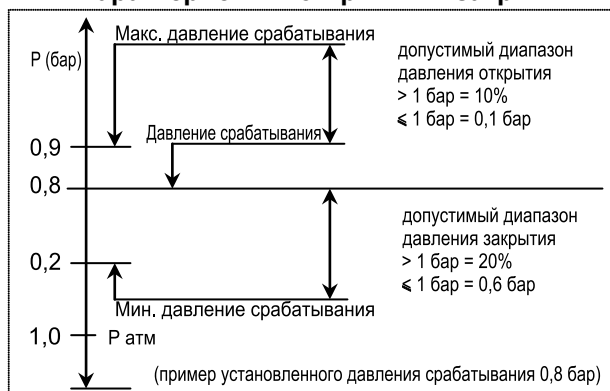 Макс. давление срабатывания
P (бар)
допустимый диапазон
давления открытия
> 1 бар = 10%
⩽ 1 бар = 0,1 бар
Давление срабатывания
0,9
0,8
допустимый диапазон
давления закрытия
> 1 бар = 20%
⩽ 1 бар = 0,6 бар
0,2
Мин. давление срабатывания
1,0
P атм
(пример установленного давления срабатывания 0,8 бар)